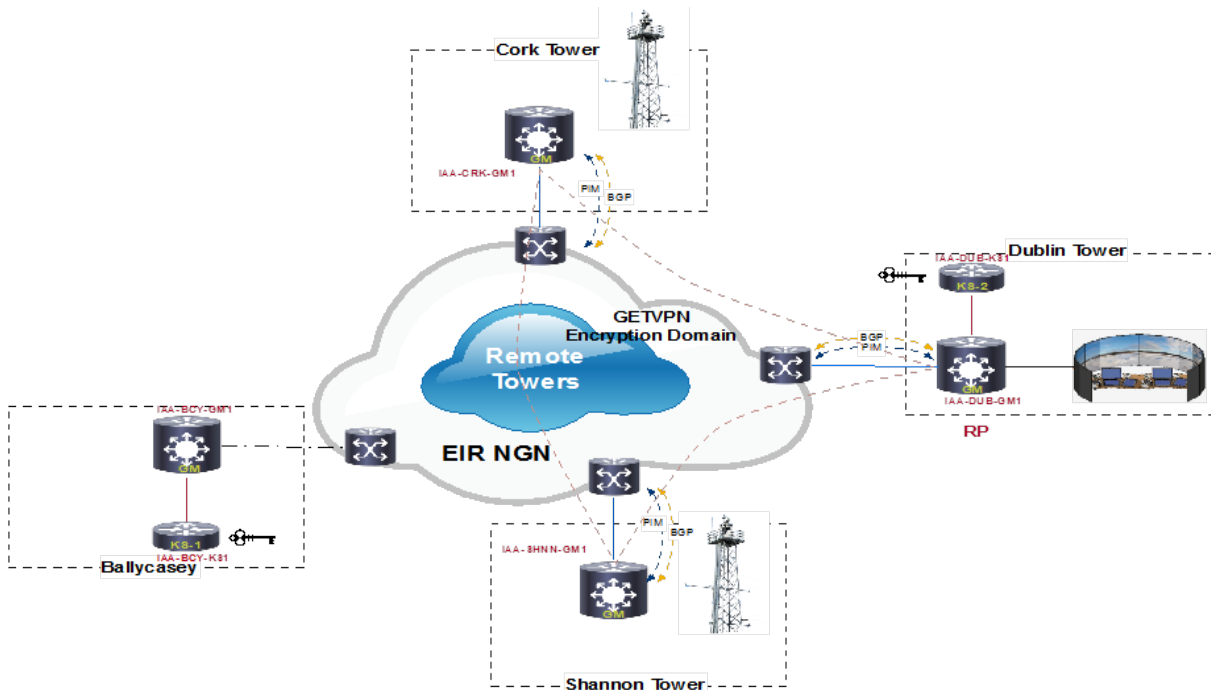 Cork Tower
GM
IAA-CRK-GM1
PIM
BGP
Dublin Tower
IAA-DUB-KS1
KS-2
GETVPN
Encryption Domain
BGP
PIM
Remote
Towers
GM
IAA-DUB-GM1
RP
IAA-BCY-GM1
GM
EIR NGN
KS-1
IAA-BCY-KS1
Ballycasey
PIM
BGP
IAA-SHNN-GM1
GM
Shannon Tower